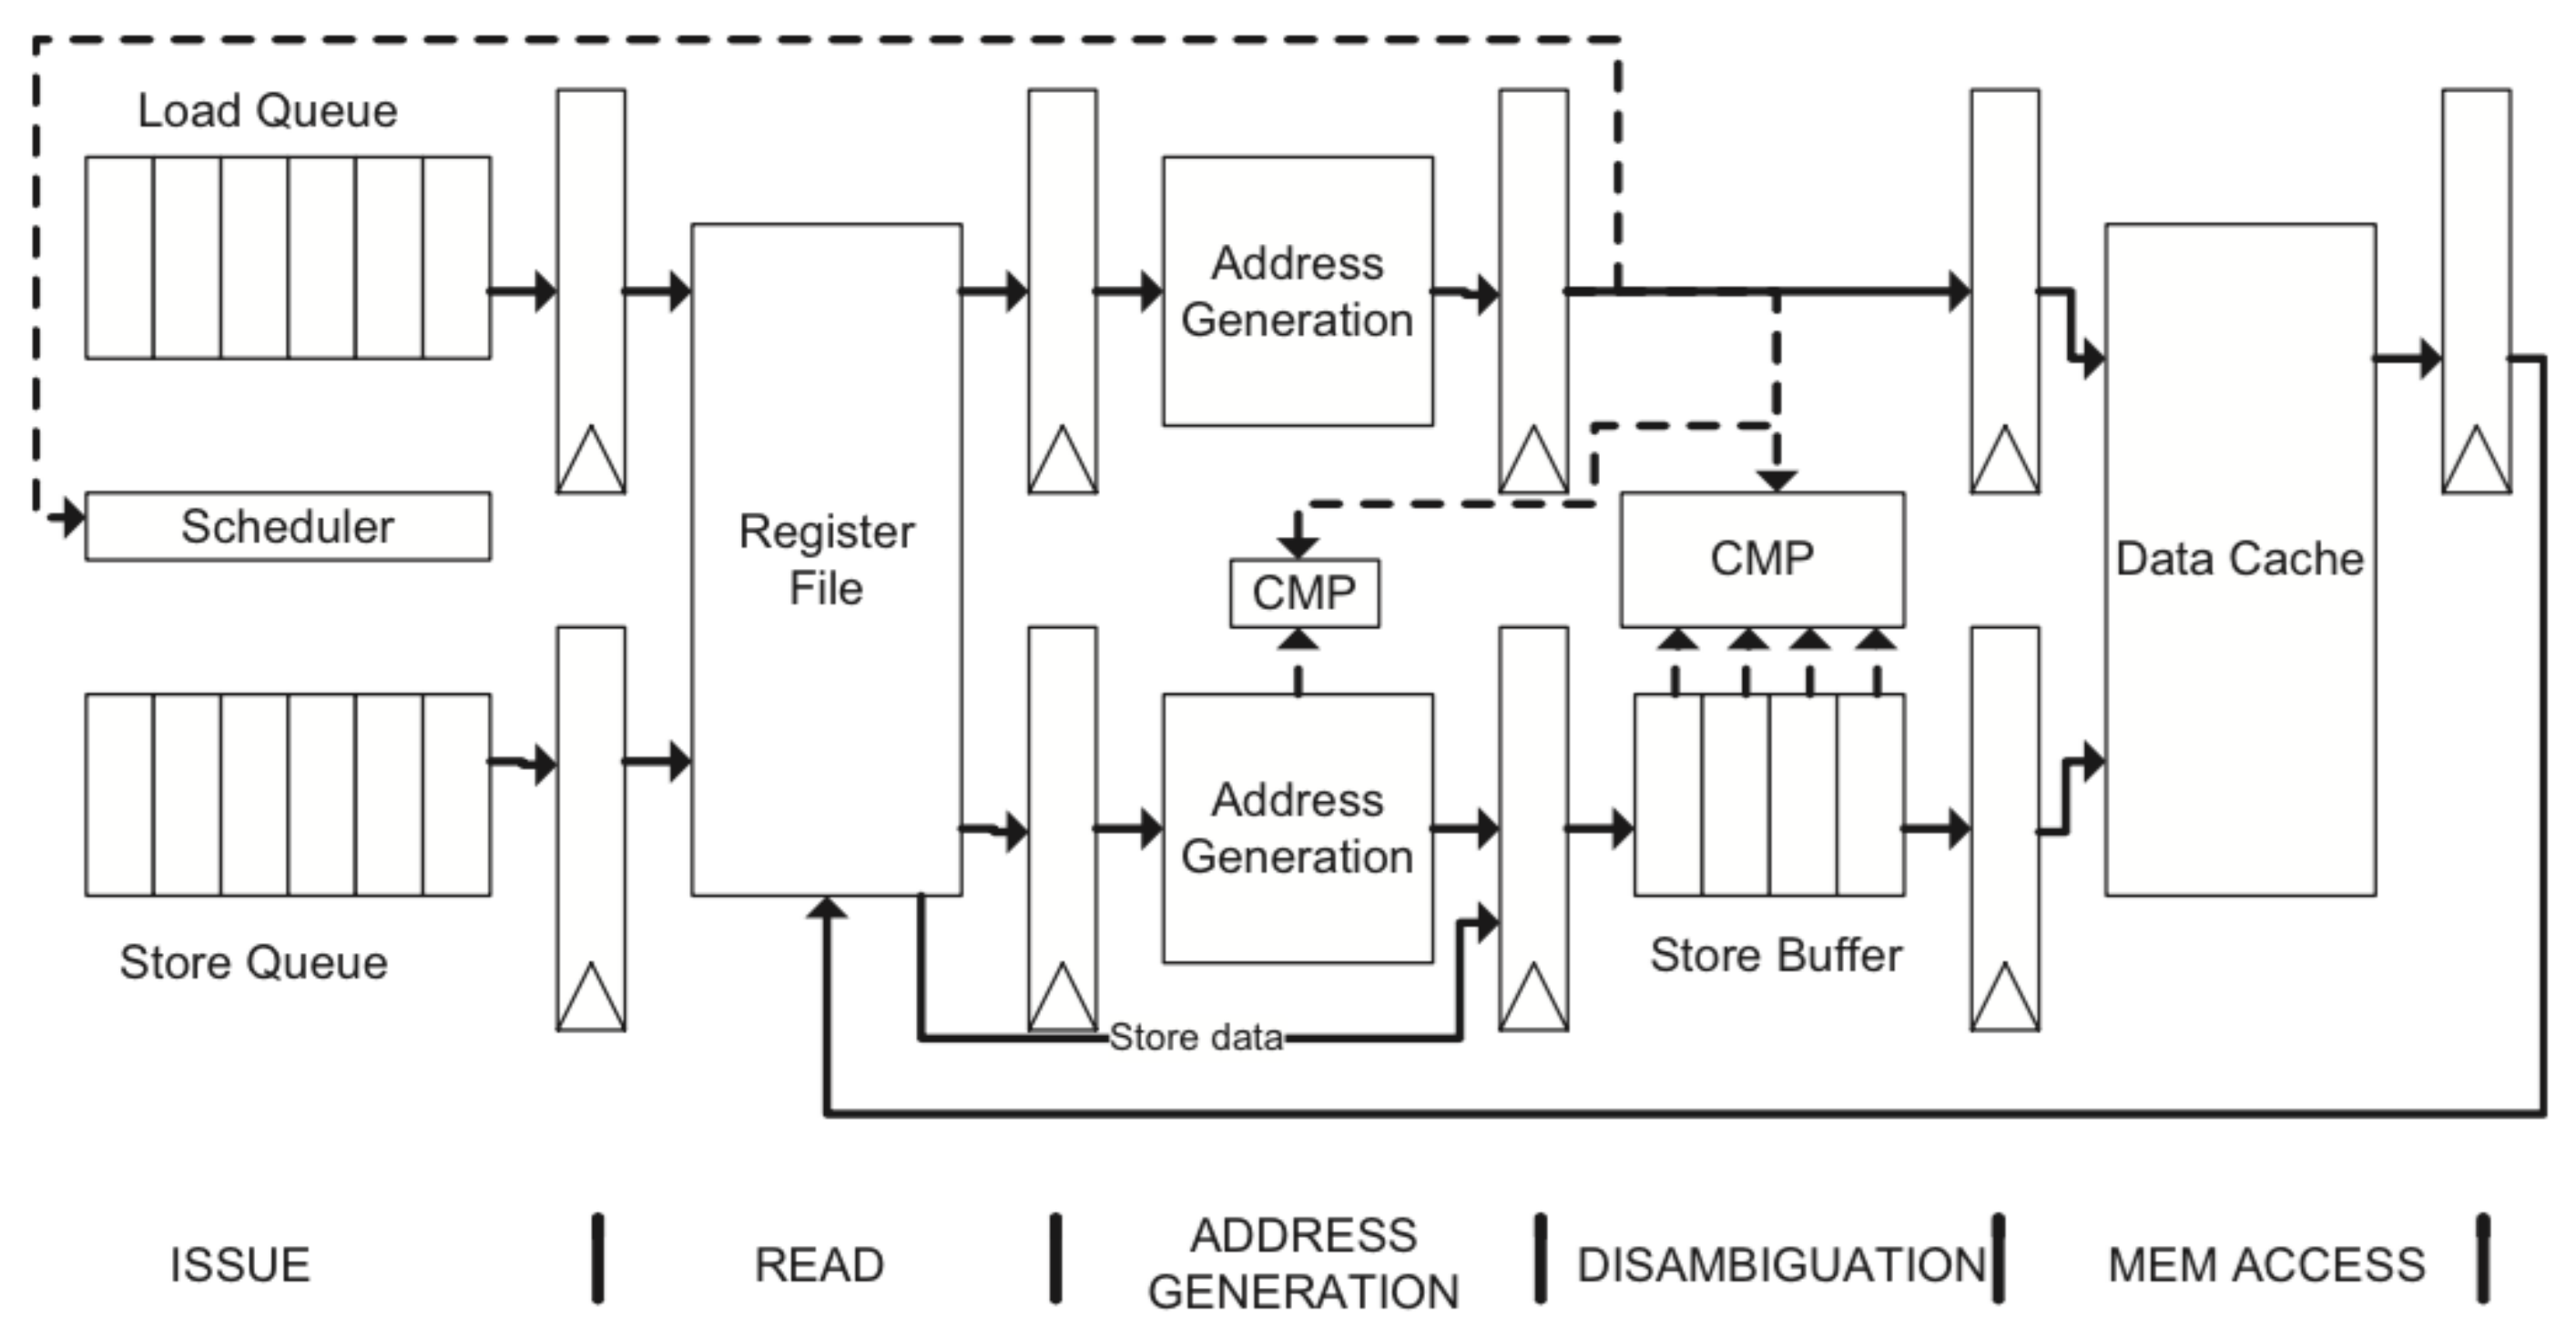 Load Queue
Scheduler
Store Queue
Register
File
Address
Generation
CMP
Address
Generation
Store data
CMP
Store Buffer
Data Cache
ISSUE
READ
ADDRESS
GENERATION
DISAMBIGUATION
MEM ACCESS